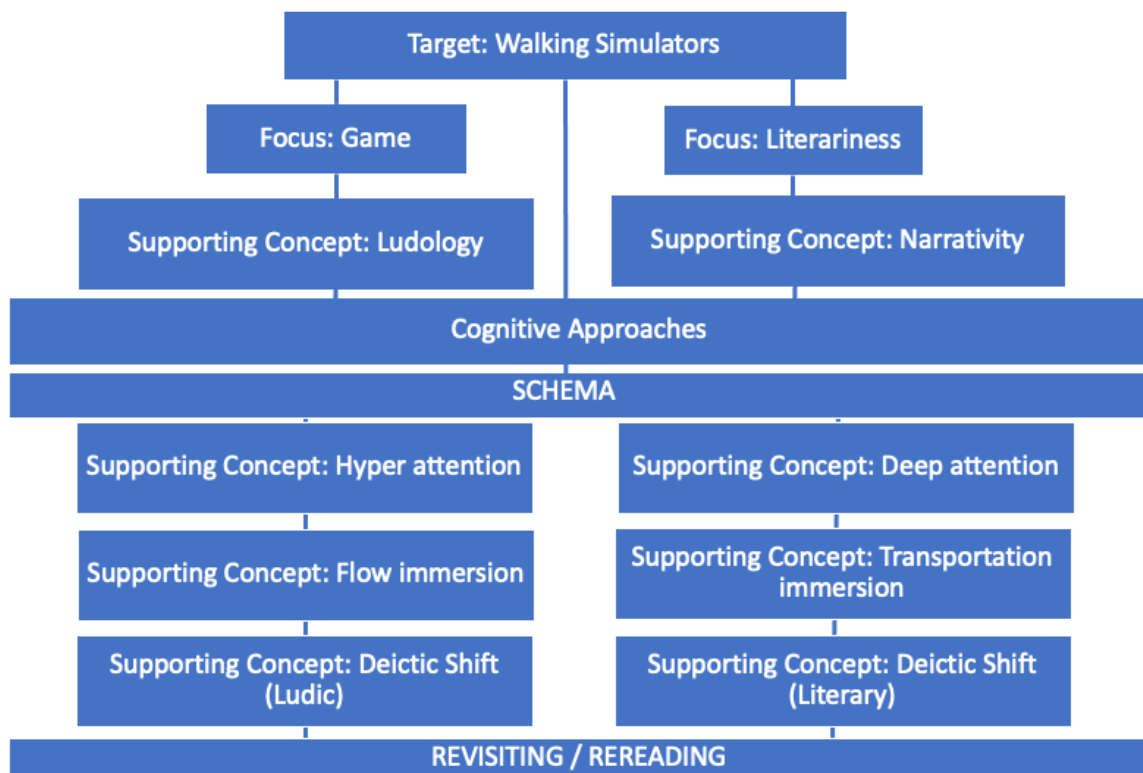 Target: Walking Simulators
Focus: Game
Focus: Literariness
Supporting Concept: Ludology
Supporting Concept: Narrativity
Cognitive Approaches
SCHEMA
Supporting Concept: Hyper attention
Supporting Concept: Deep attention
Supporting Concept: Flow immersion
Supporting Concept: Transportation
immersion
Supporting Concept: Deictic Shift
(Ludic)
Supporting Concept: Deictic Shift
(Literary)
REVISITING / REREADING